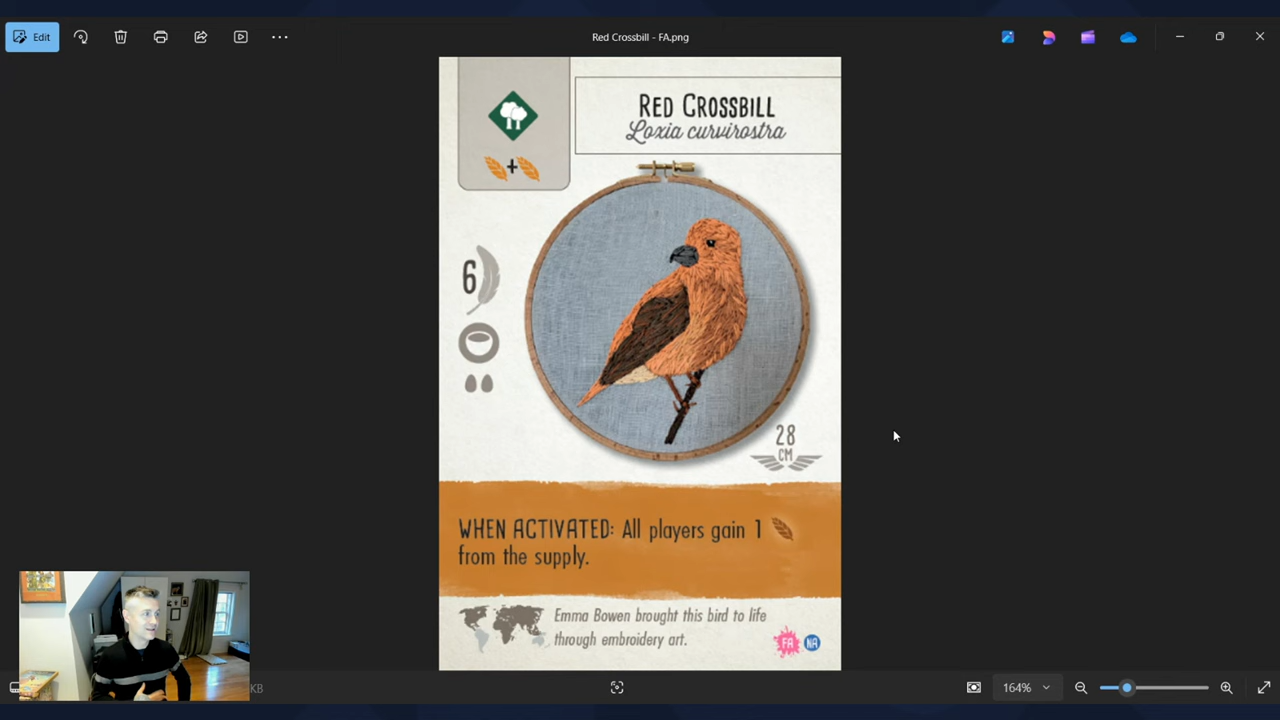 Edit
Red Crossbill - FA.png
RED CROSSBILL
Loxia curvirostra
+
6
28
CM
WHEN ACTIVATED: All players gain 1
from the supply.
Emma Bowen brought this bird to life
through embroidery art.
FA NA
KB
164%